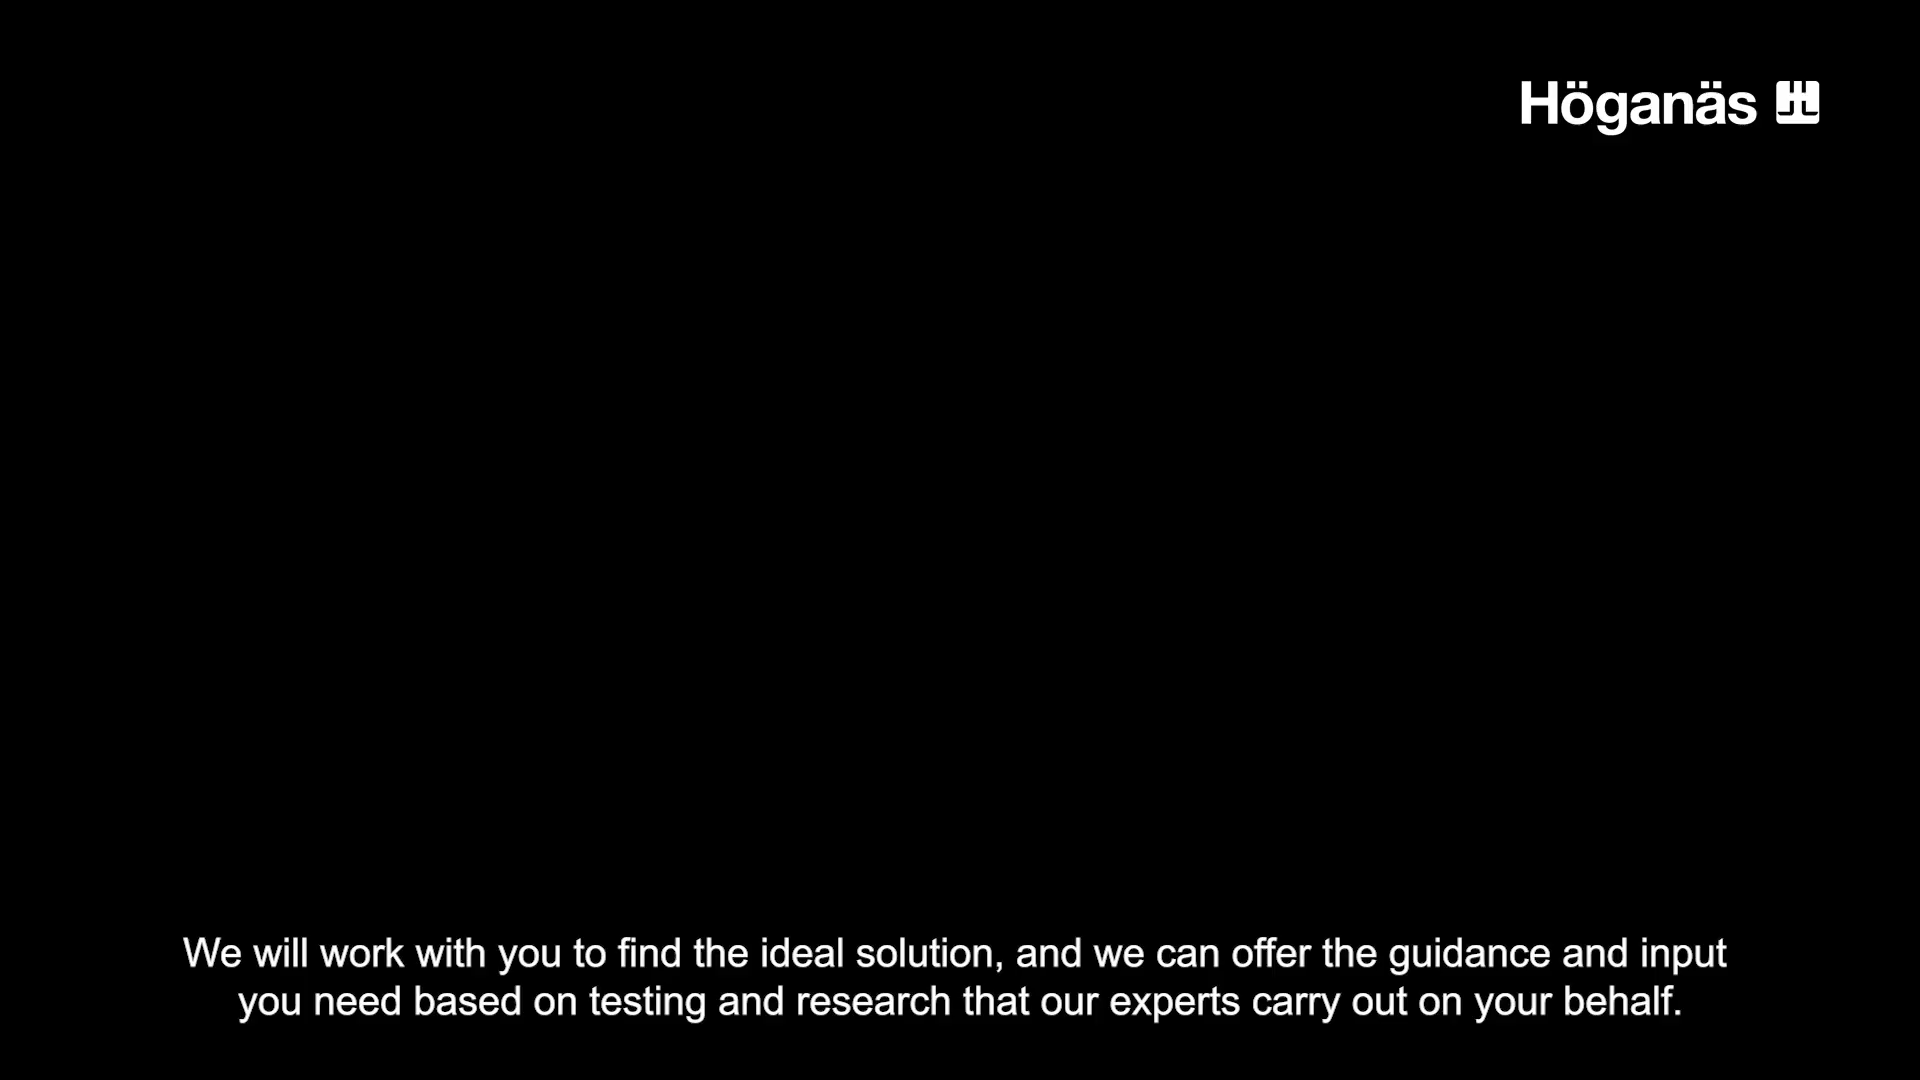 Höganäs
We will work with you to find the ideal solution, and we can offer the guidance and input
you need based on testing and research that our experts carry out on your behalf.